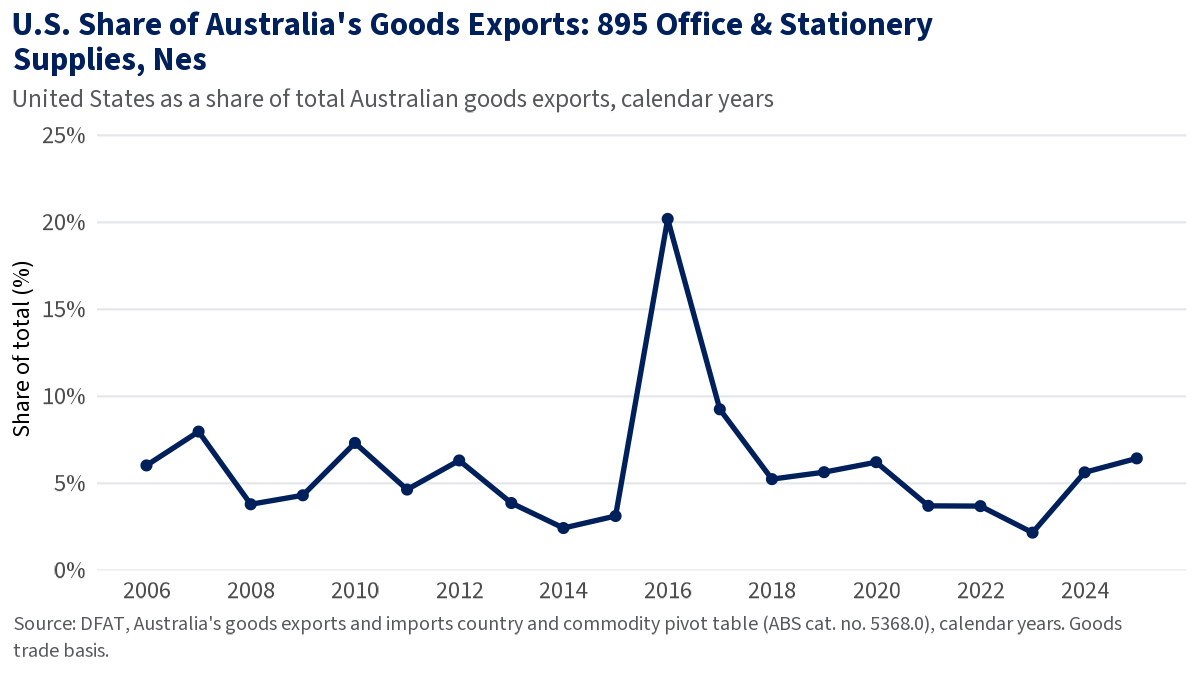 U.S. Share of Australia's Goods Exports: 895 Office & Stationery
Supplies, Nes
United States as a share of total Australian goods exports, calendar years
25%
20%
15%
10%
5%
0%
Share of total (%)
2006 2008 2010 2012 2014 2016 2018 2020 2022 2024
Source: DFAT, Australia's goods exports and imports country and commodity pivot table (ABS cat. no. 5368.0), calendar years. Goods
trade basis.